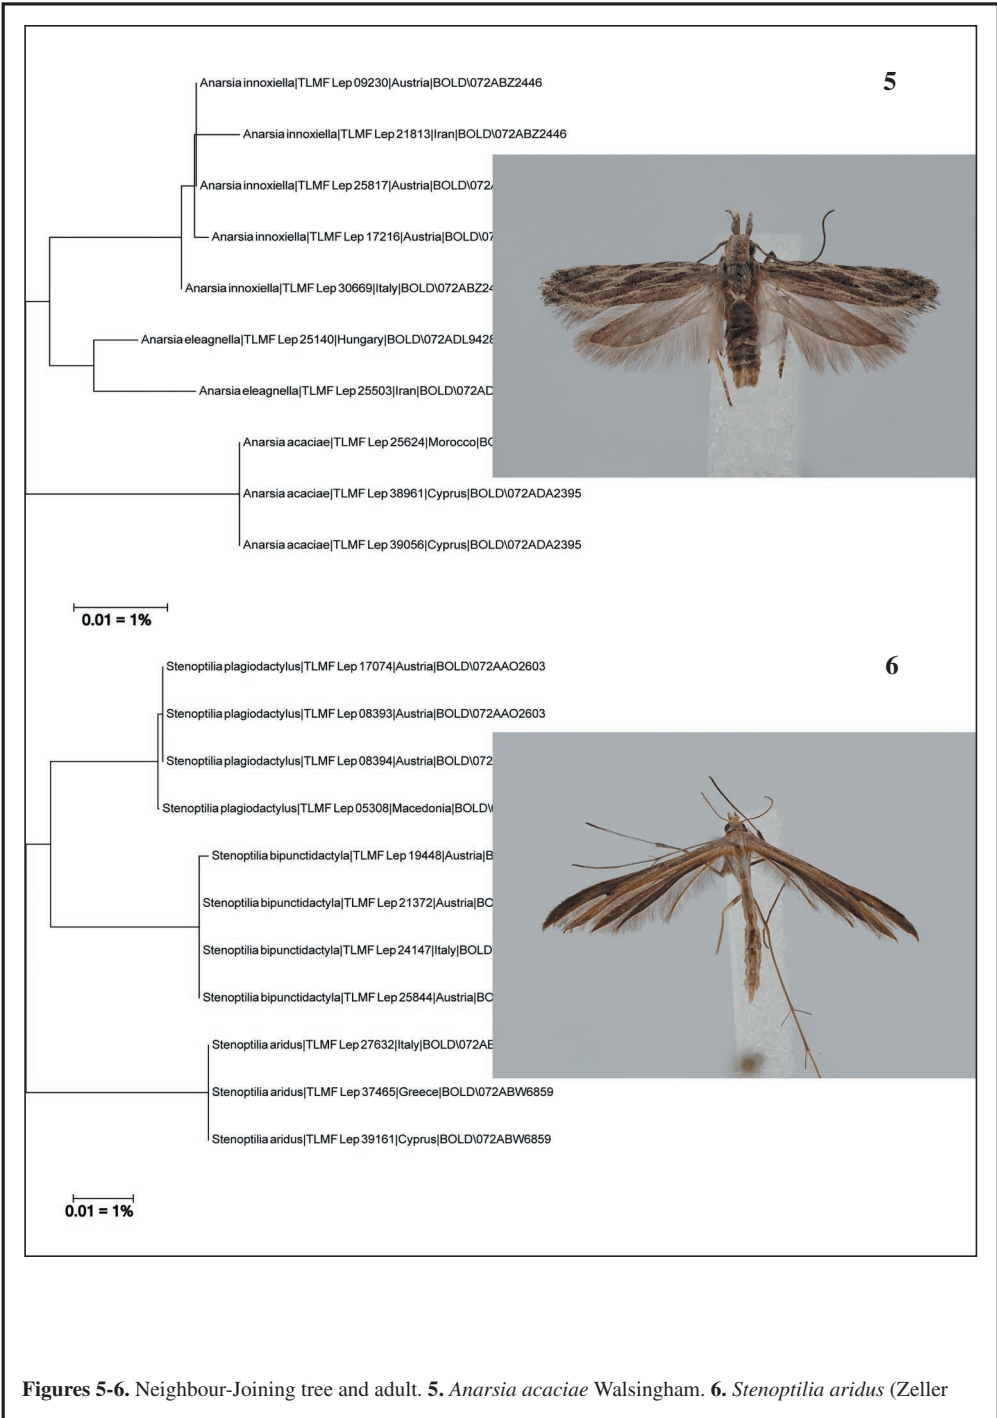 5
Anarsia innoxiella|TLMF Lep 09230|Austria|BOLD\072ABZ2446
Anarsia innoxiella|TLMF Lep 21813|Iran|BOLD\072ABZ2446
Anarsia innoxiella|TLMF Lep 25817|Austria|BOLD\072A
Anarsia innoxiella|TLMF Lep 17216|Austria|BOLD\07
Anarsia innoxiella|TLMF Lep 30669|Italy|BOLD\072ABZ24
Anarsia eleagnella|TLMF Lep 25140|Hungary|BOLD\072ADL9428
Anarsia eleagnella|TLMF Lep 25503|Iran|BOLD\072AD
Anarsia acaciae|TLMF Lep 25624|Morocco|BO
Anarsia acaciae|TLMF Lep 38961|Cyprus|BOLD\072ADA2395
Anarsia acaciae|TLMF Lep 39056|Cyprus|BOLD\072ADA2395
0.01 = 1%
6
Stenoptilia plagiodactylus|TLMF Lep 17074|Austria|BOLD\072AAO2603
Stenoptilia plagiodactylus|TLMF Lep 08393|Austria|BOLD\072AAO2603
Stenoptilia plagiodactylus|TLMF Lep 08394|Austria|BOLD\072
Stenoptilia plagiodactylus|TLMF Lep 05308|Macedonia|BOLD\
Stenoptilia bipunctidactyla|TLMF Lep 19448|Austria|B
Stenoptilia bipunctidactyla|TLMF Lep 21372|Austria|BO
Stenoptilia bipunctidactyla|TLMF Lep 24147|Italy|BOLD
Stenoptilia bipunctidactyla|TLMF Lep 25844|Austria|BO
Stenoptilia aridus|TLMF Lep 27632|Italy|BOLD\072AB
Stenoptilia aridus|TLMF Lep 37465|Greece|BOLD\072ABW6859
Stenoptilia aridus|TLMF Lep 39161|Cyprus|BOLD\072ABW6859
0.01 = 1%
Figures 5-6. Neighbour-Joining tree and adult. 5. Anarsia acaciae Walsingham. 6. Stenoptilia aridus (Zeller